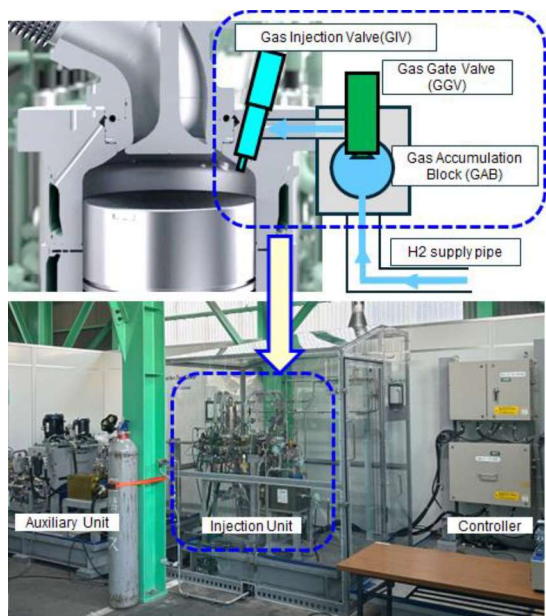 Gas Injection Valve(GIV)
Gas Gate Valve
(GGV)
Gas Accumulation
Block (GAB)
H2 supply pipe
Auxiliary Unit
Injection Unit
Controller